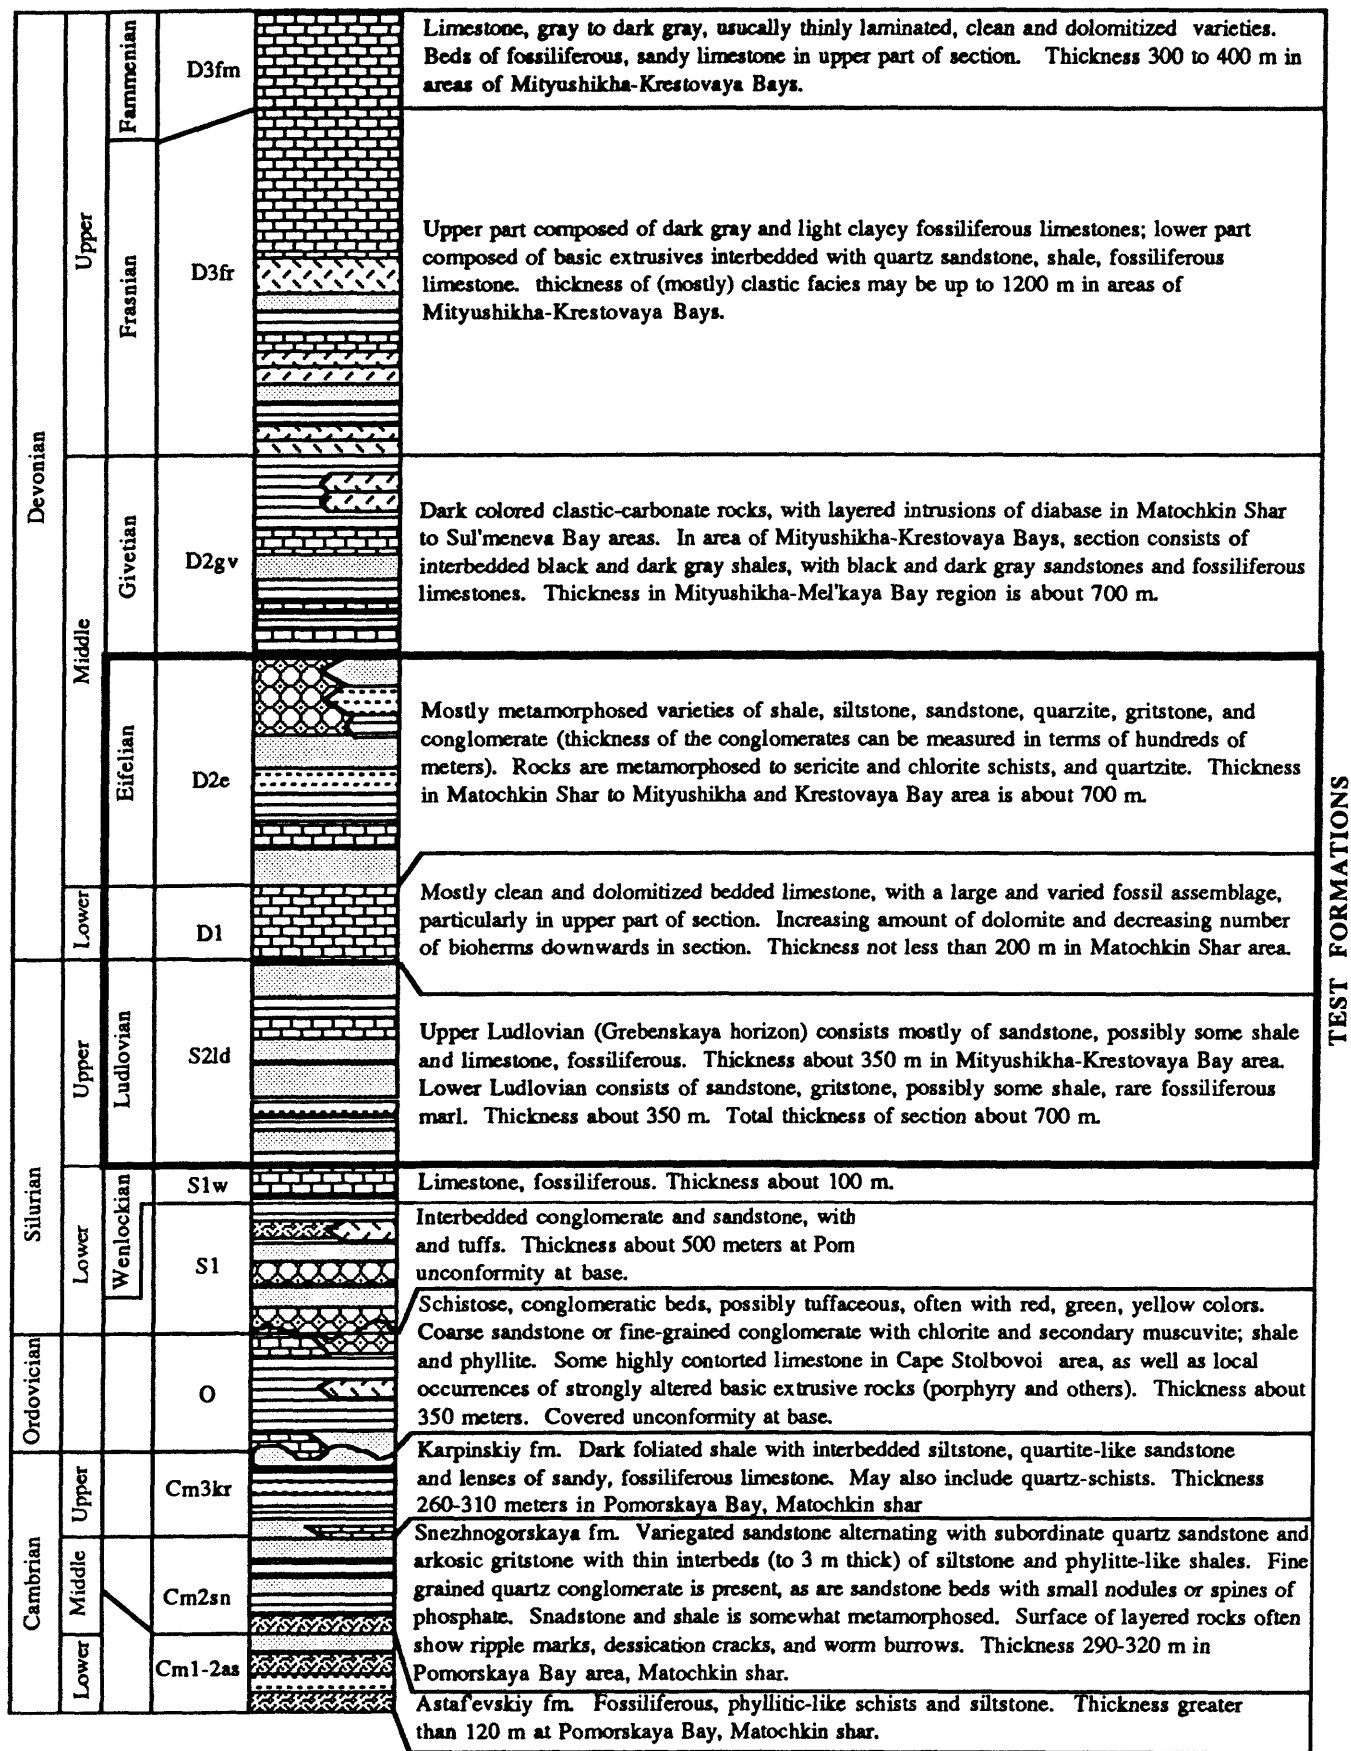 Devonian
Silurian
Ordovician
Cambrian
Upper
Middle
Lower
Upper
Lower
Upper
Middle
Lower
Fammenian
Frasnian
Givetian
Eifelian
Ludlovian
Wenlockian
D3fm
D3fr
D2gv
D2e
D1
S2ld
S1w
S1
O
Cm3kr
Cm2sn
Cm1-2as
Limestone, gray to dark gray, usucally thinly laminated, clean and dolomitized varieties.
Beds of fossiliferous, sandy limestone in upper part of section. Thickness 300 to 400 m in
areas of Mityushikha-Krestovaya Bays.
Upper part composed of dark gray and light clayey fossiliferous limestones; lower part
composed of basic extrusives interbedded with quartz sandstone, shale, fossiliferous
limestone. thickness of (mostly) clastic facies may be up to 1200 m in areas of
Mityushikha-Krestovaya Bays.
Dark colored clastic-carbonate rocks, with layered intrusions of diabase in Matochkin Shar
to Sul'meneva Bay areas. In area of Mityushikha-Krestovaya Bays, section consists of
interbedded black and dark gray shales, with black and dark gray sandstones and fossiliferous
limestones. Thickness in Mityushikha-Mel'kaya Bay region is about 700 m.
Mostly metamorphosed varieties of shale, siltstone, sandstone, quarzite, gritstone, and
conglomerate (thickness of the conglomerates can be measured in terms of hundreds of
meters). Rocks are metamorphosed to sericite and chlorite schists, and quartzite. Thickness
in Matochkin Shar to Mityushikha and Krestovaya Bay area is about 700 m.
Mostly clean and dolomitized bedded limestone, with a large and varied fossil assemblage,
particularly in upper part of section. Increasing amount of dolomite and decreasing number
of bioherms downwards in section. Thickness not less than 200 m in Matochkin Shar area.
Upper Ludlovian (Grebenskaya horizon) consists mostly of sandstone, possibly some shale
and limestone, fossiliferous. Thickness about 350 m in Mityushikha-Krestovaya Bay area.
Lower Ludlovian consists of sandstone, gritstone, possibly some shale, rare fossiliferous
marl. Thickness about 350 m. Total thickness of section about 700 m.
Limestone, fossiliferous. Thickness about 100 m.
Interbedded conglomerate and sandstone, with
and tuffs. Thickness about 500 meters at Pom
unconformity at base.
Schistose, conglomeratic beds, possibly tuffaceous, often with red, green, yellow colors.
Coarse sandstone or fine-grained conglomerate with chlorite and secondary muscuvite; shale
and phyllite. Some highly contorted limestone in Cape Stolbovoi area, as well as local
occurrences of strongly altered basic extrusive rocks (porphyry and others). Thickness about
350 meters. Covered unconformity at base.
Karpinskiy fm. Dark foliated shale with interbedded siltstone, quartite-like sandstone
and lenses of sandy, fossiliferous limestone. May also include quartz-schists. Thickness
260-310 meters in Pomorskaya Bay, Matochkin shar
Snezhnogorskaya fm. Variegated sandstone alternating with subordinate quartz sandstone and
arkosic gritstone with thin interbeds (to 3 m thick) of siltstone and phylitte-like shales. Fine
grained quartz conglomerate is present, as are sandstone beds with small nodules or spines of
phosphate. Snadstone and shale is somewhat metamorphosed. Surface of layered rocks often
show ripple marks, dessication cracks, and worm burrows. Thickness 290-320 m in
Pomorskaya Bay area, Matochkin shar.
Astaf'evskiy fm. Fossiliferous, phyllitic-like schists and siltstone. Thickness greater
than 120 m at Pomorskaya Bay, Matochkin shar.
TEST FORMATIONS